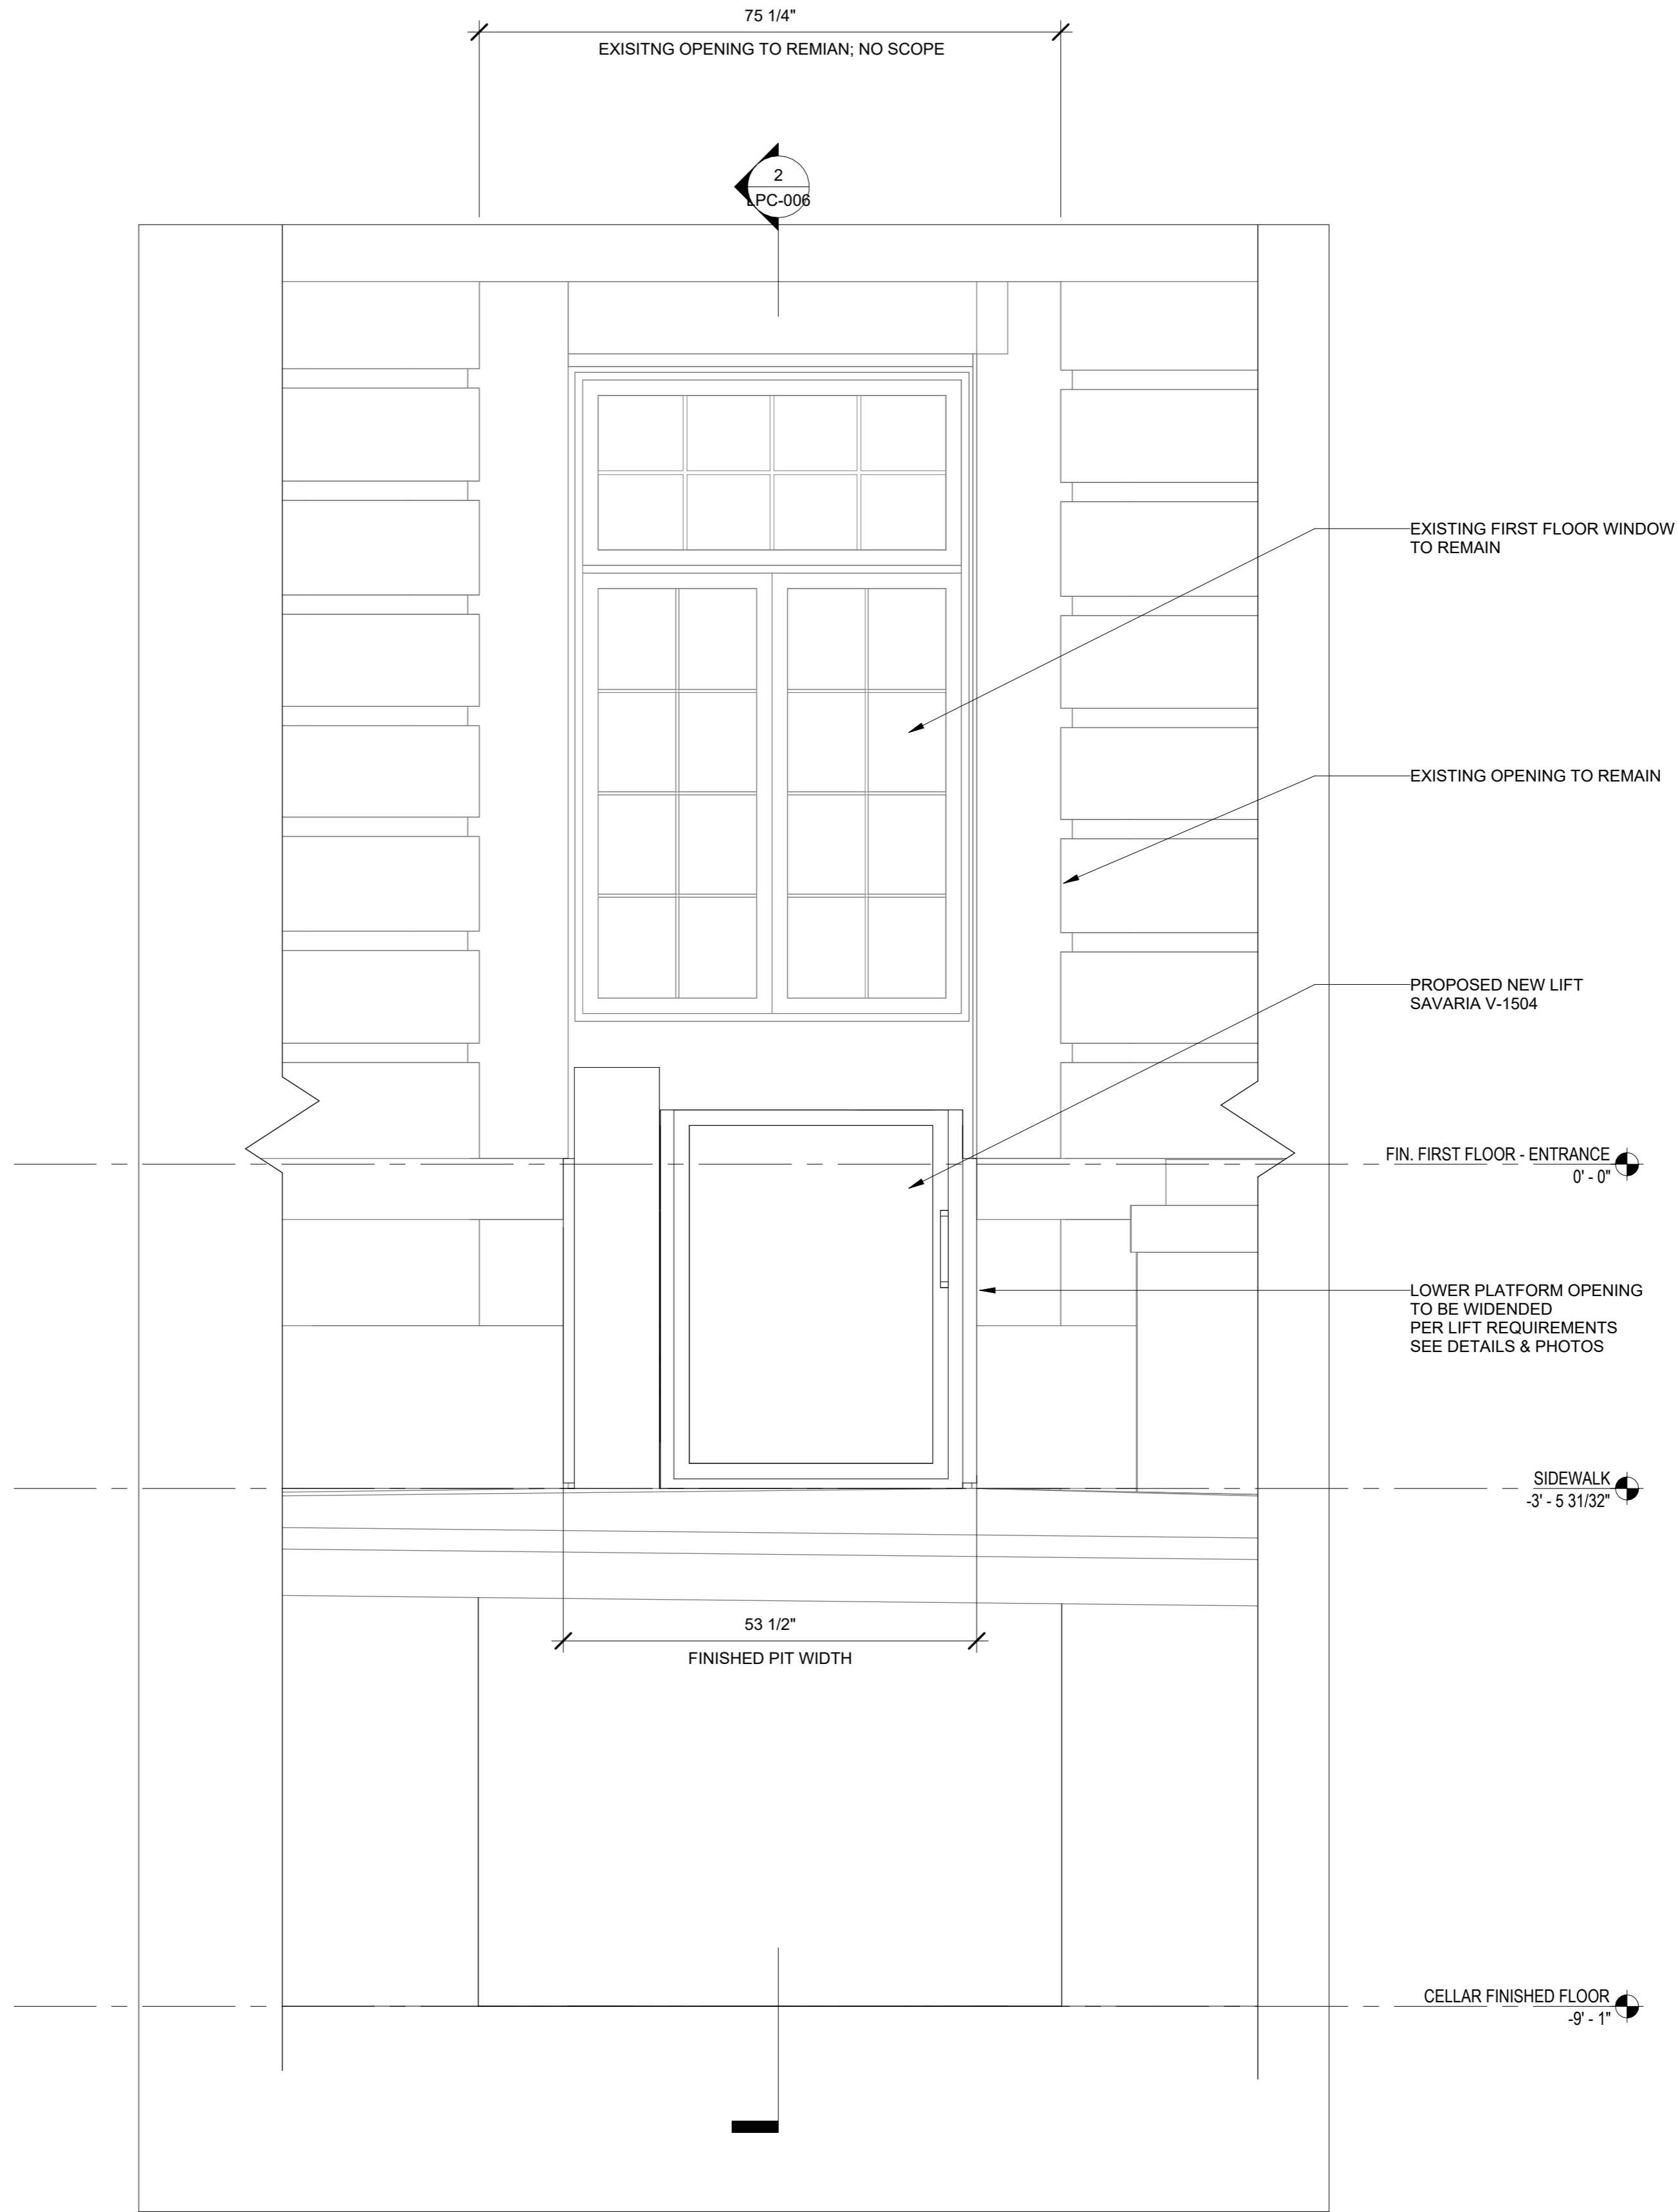 75 1/4"
EXISITNG OPENING TO REMIAN; NO SCOPE
2
LPC-006
EXISTING FIRST FLOOR WINDOW
TO REMAIN
EXISTING OPENING TO REMAIN
PROPOSED NEW LIFT
SAVARIA V-1504
FIN. FIRST FLOOR - ENTRANCE
0' - 0"
LOWER PLATFORM OPENING
TO BE WIDENDED
PER LIFT REQUIREMENTS
SEE DETAILS & PHOTOS
SIDEWALK
-3' - 5 31/32"
53 1/2"
FINISHED PIT WIDTH
CELLAR FINISHED FLOOR
-9' - 1"